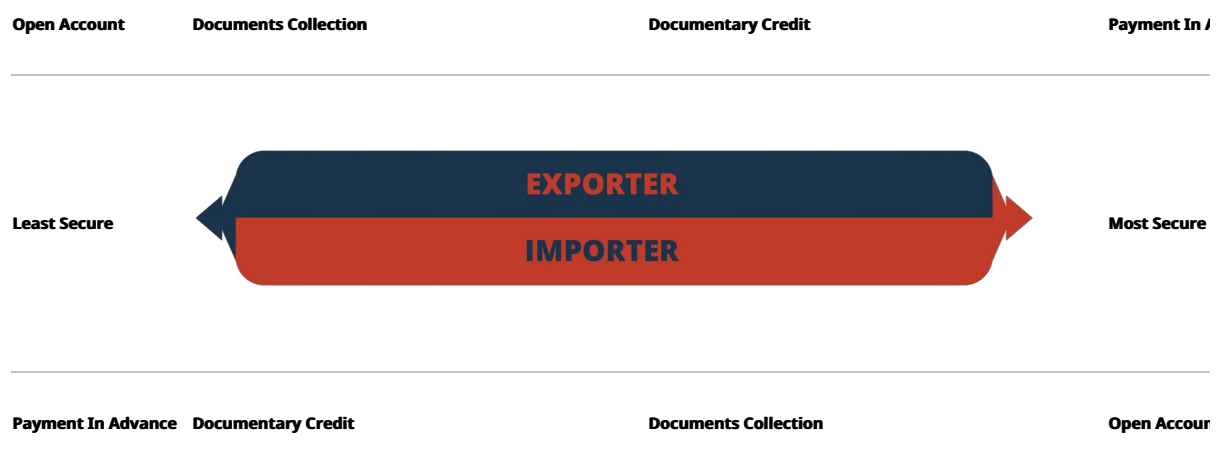 Open Account Documents Collection Documentary Credit Payment In
EXPORTER
Least Secure Most Secure
IMPORTER
Payment In Advance Documentary Credit Documents Collection Open Accoun